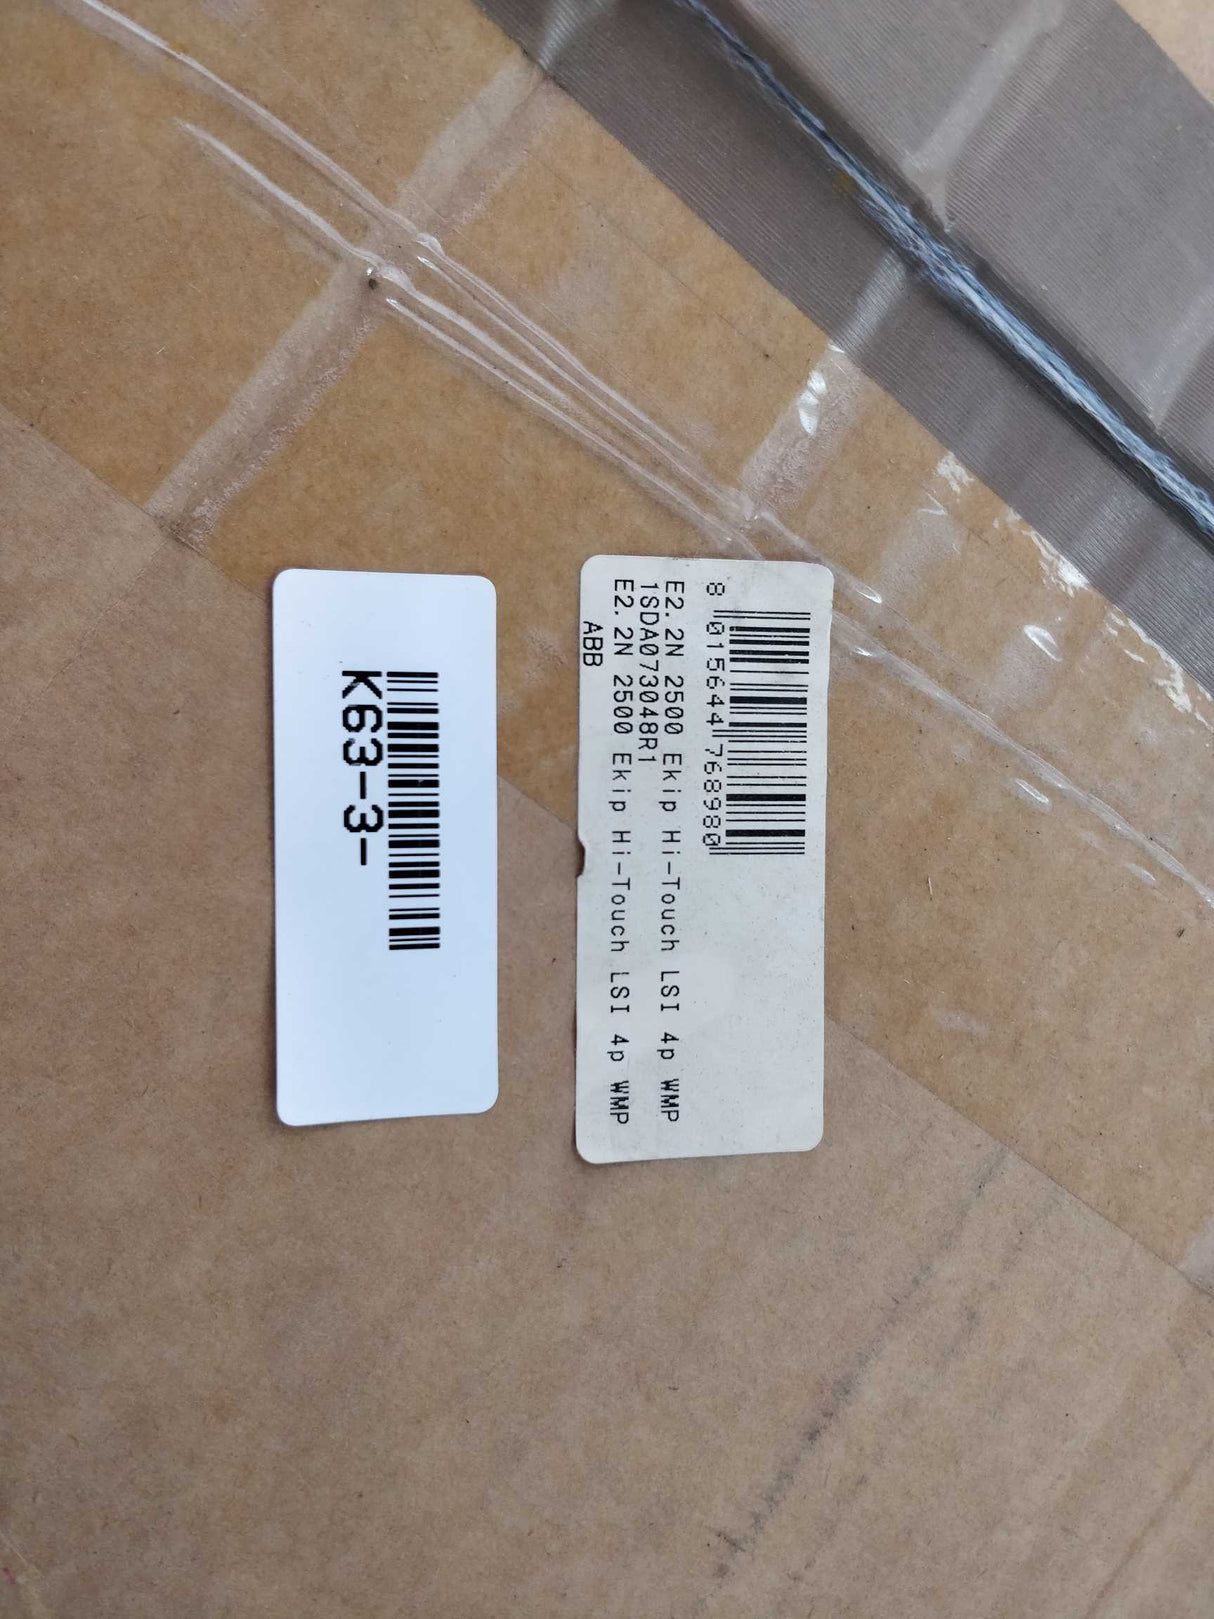 8 015644 768980
E2.2N 2500 Ekip Hi-Touch LSI 4p WMP
1SDA073048R1
E2.2N 2500 Ekip Hi-Touch LSI 4p WMP
ABB
K63-3-